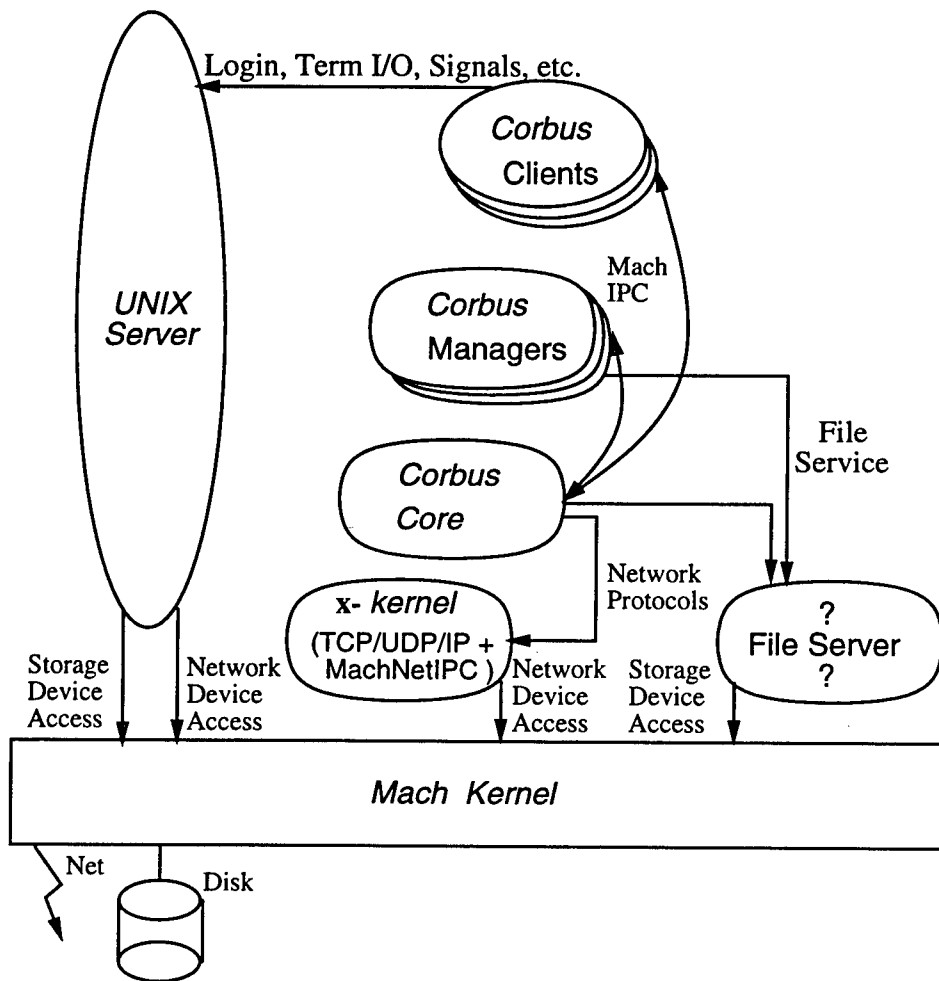 Login, Term I/O, Signals, etc.
Corbus
Clients
Mach
IPC
UNIX
Server
Corbus
Managers
File
Service
Corbus
Core
Network
Protocols
x- kernel
(TCP/UDP/IP +
MachNetIPC )
?
File Server
?
Storage
Device
Access
Network
Device
Access
Network
Device
Access
Storage
Device
Access
Mach Kernel
Net
Disk